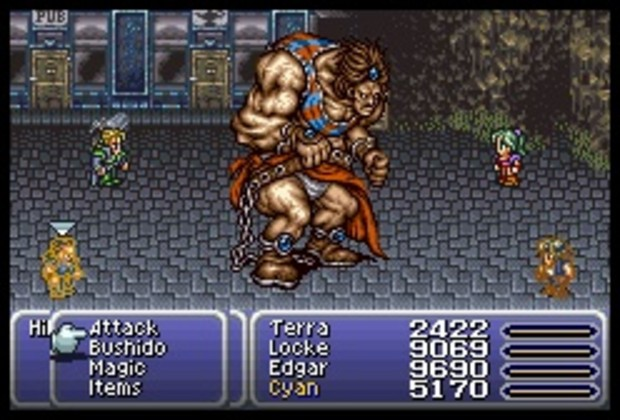 PUB
Attack
Bushido
Magic
Items
Terra 2422
Locke 9069
Edgar 9690
Cyan 5170